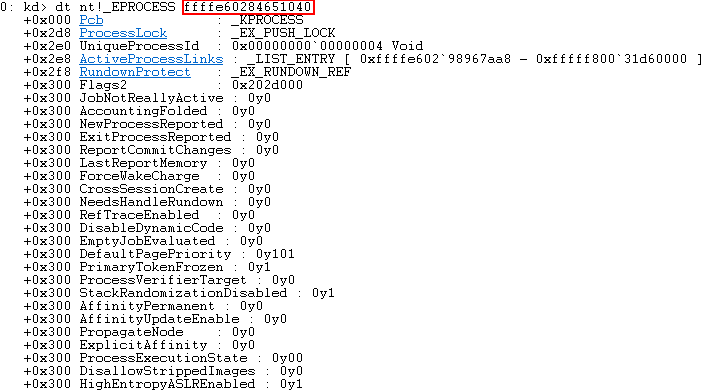 0: kd> dt nt!_EPROCESS ffffe60284651040
+0x000 Pcb : _KPROCESS
+0x2d8 ProcessLock : _EX_PUSH_LOCK
+0x2e0 UniqueProcessId : 0x00000000`00000004 Void
+0x2e8 ActiveProcessLinks : _LIST_ENTRY [ 0xffffe602`98967aa8 - 0xfffff800`31d60000 ]
+0x2f8 RundownProtect : _EX_RUNDOWN_REF
+0x300 Flags2 : 0x202d000
+0x300 JobNotReallyActive : 0y0
+0x300 AccountingFolded : 0y0
+0x300 NewProcessReported : 0y0
+0x300 ExitProcessReported : 0y0
+0x300 ReportCommitChanges : 0y0
+0x300 LastReportMemory : 0y0
+0x300 ForceWakeCharge : 0y0
+0x300 CrossSessionCreate : 0y0
+0x300 NeedsHandleRundown : 0y0
+0x300 RefTraceEnabled : 0y0
+0x300 DisableDynamicCode : 0y0
+0x300 EmptyJobEvaluated : 0y0
+0x300 DefaultPagePriority : 0y101
+0x300 PrimaryTokenFrozen : 0y1
+0x300 ProcessVerifierTarget : 0y0
+0x300 StackRandomizationDisabled : 0y1
+0x300 AffinityPermanent : 0y0
+0x300 AffinityUpdateEnable : 0y0
+0x300 PropagateNode : 0y0
+0x300 ExplicitAffinity : 0y0
+0x300 ProcessExecutionState : 0y00
+0x300 DisallowStrippedImages : 0y0
+0x300 HighEntropyASLREnabled : 0y1